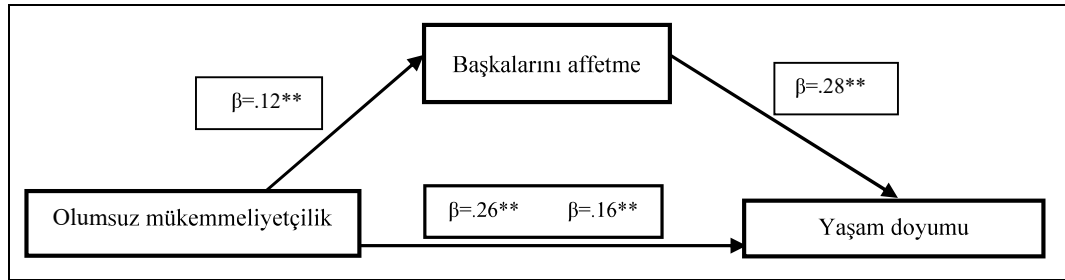 Başkalarını affetme
β=.12**
β=.28**
Olumsuz mükemmeliyetçilik
β=.26** β=.16**
Yaşam doyumu